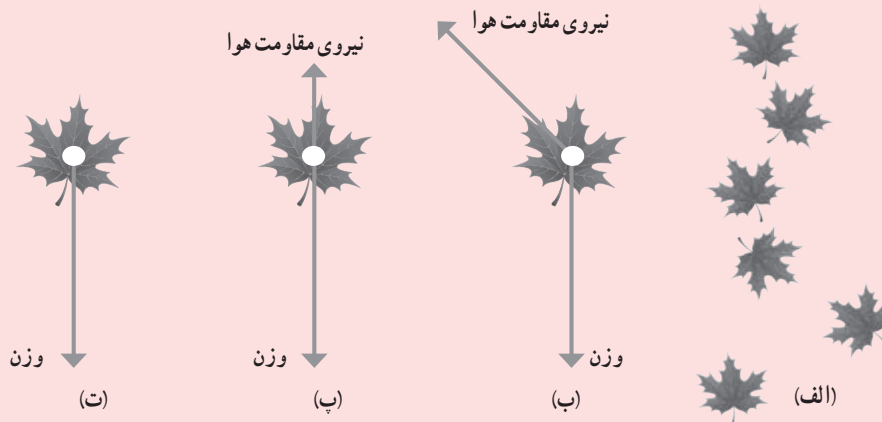 نیروی مقاومت هوا
نیروی مقاومت هوا
وزن
وزن
وزن
(الف)
(ب)
(پ)
(ت)